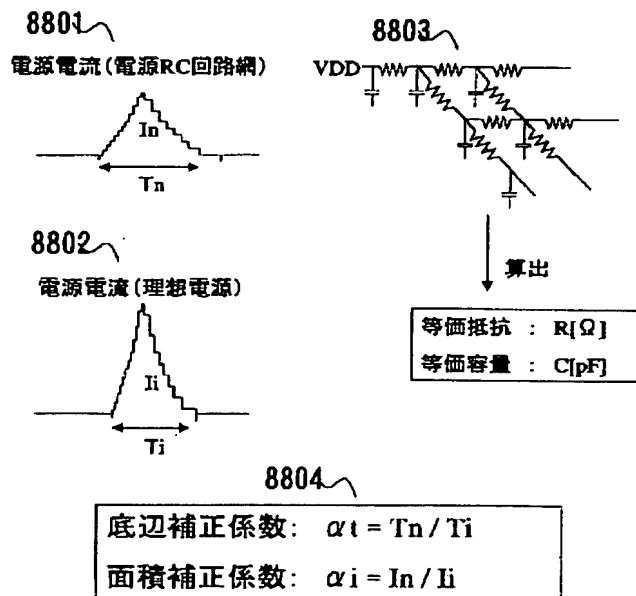 8801
電源電流(電源RC回路網)
In
Tn
8802
電源電流(理想電源)
Ii
Ti
8803
VDD
算出
等価抵抗 : R[Ω]
等価容量 : C[pF]
8804
底辺補正係数: αt = Tn / Ti
面積補正係数: αi = In / Ii